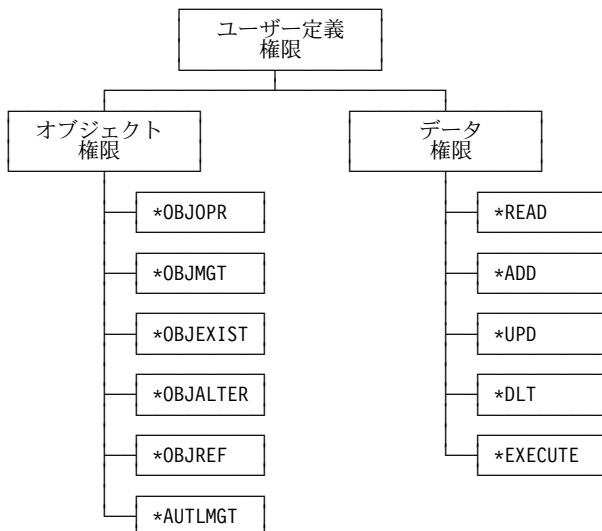 ユーザー定義
権限
オブジェクト
権限
データ
権限
*OBJOPR
*OBJMGT
*OBJEXIST
*OBJALTER
*OBJREF
*AUTLMGT
*READ
*ADD
*UPD
*DLT
*EXECUTE